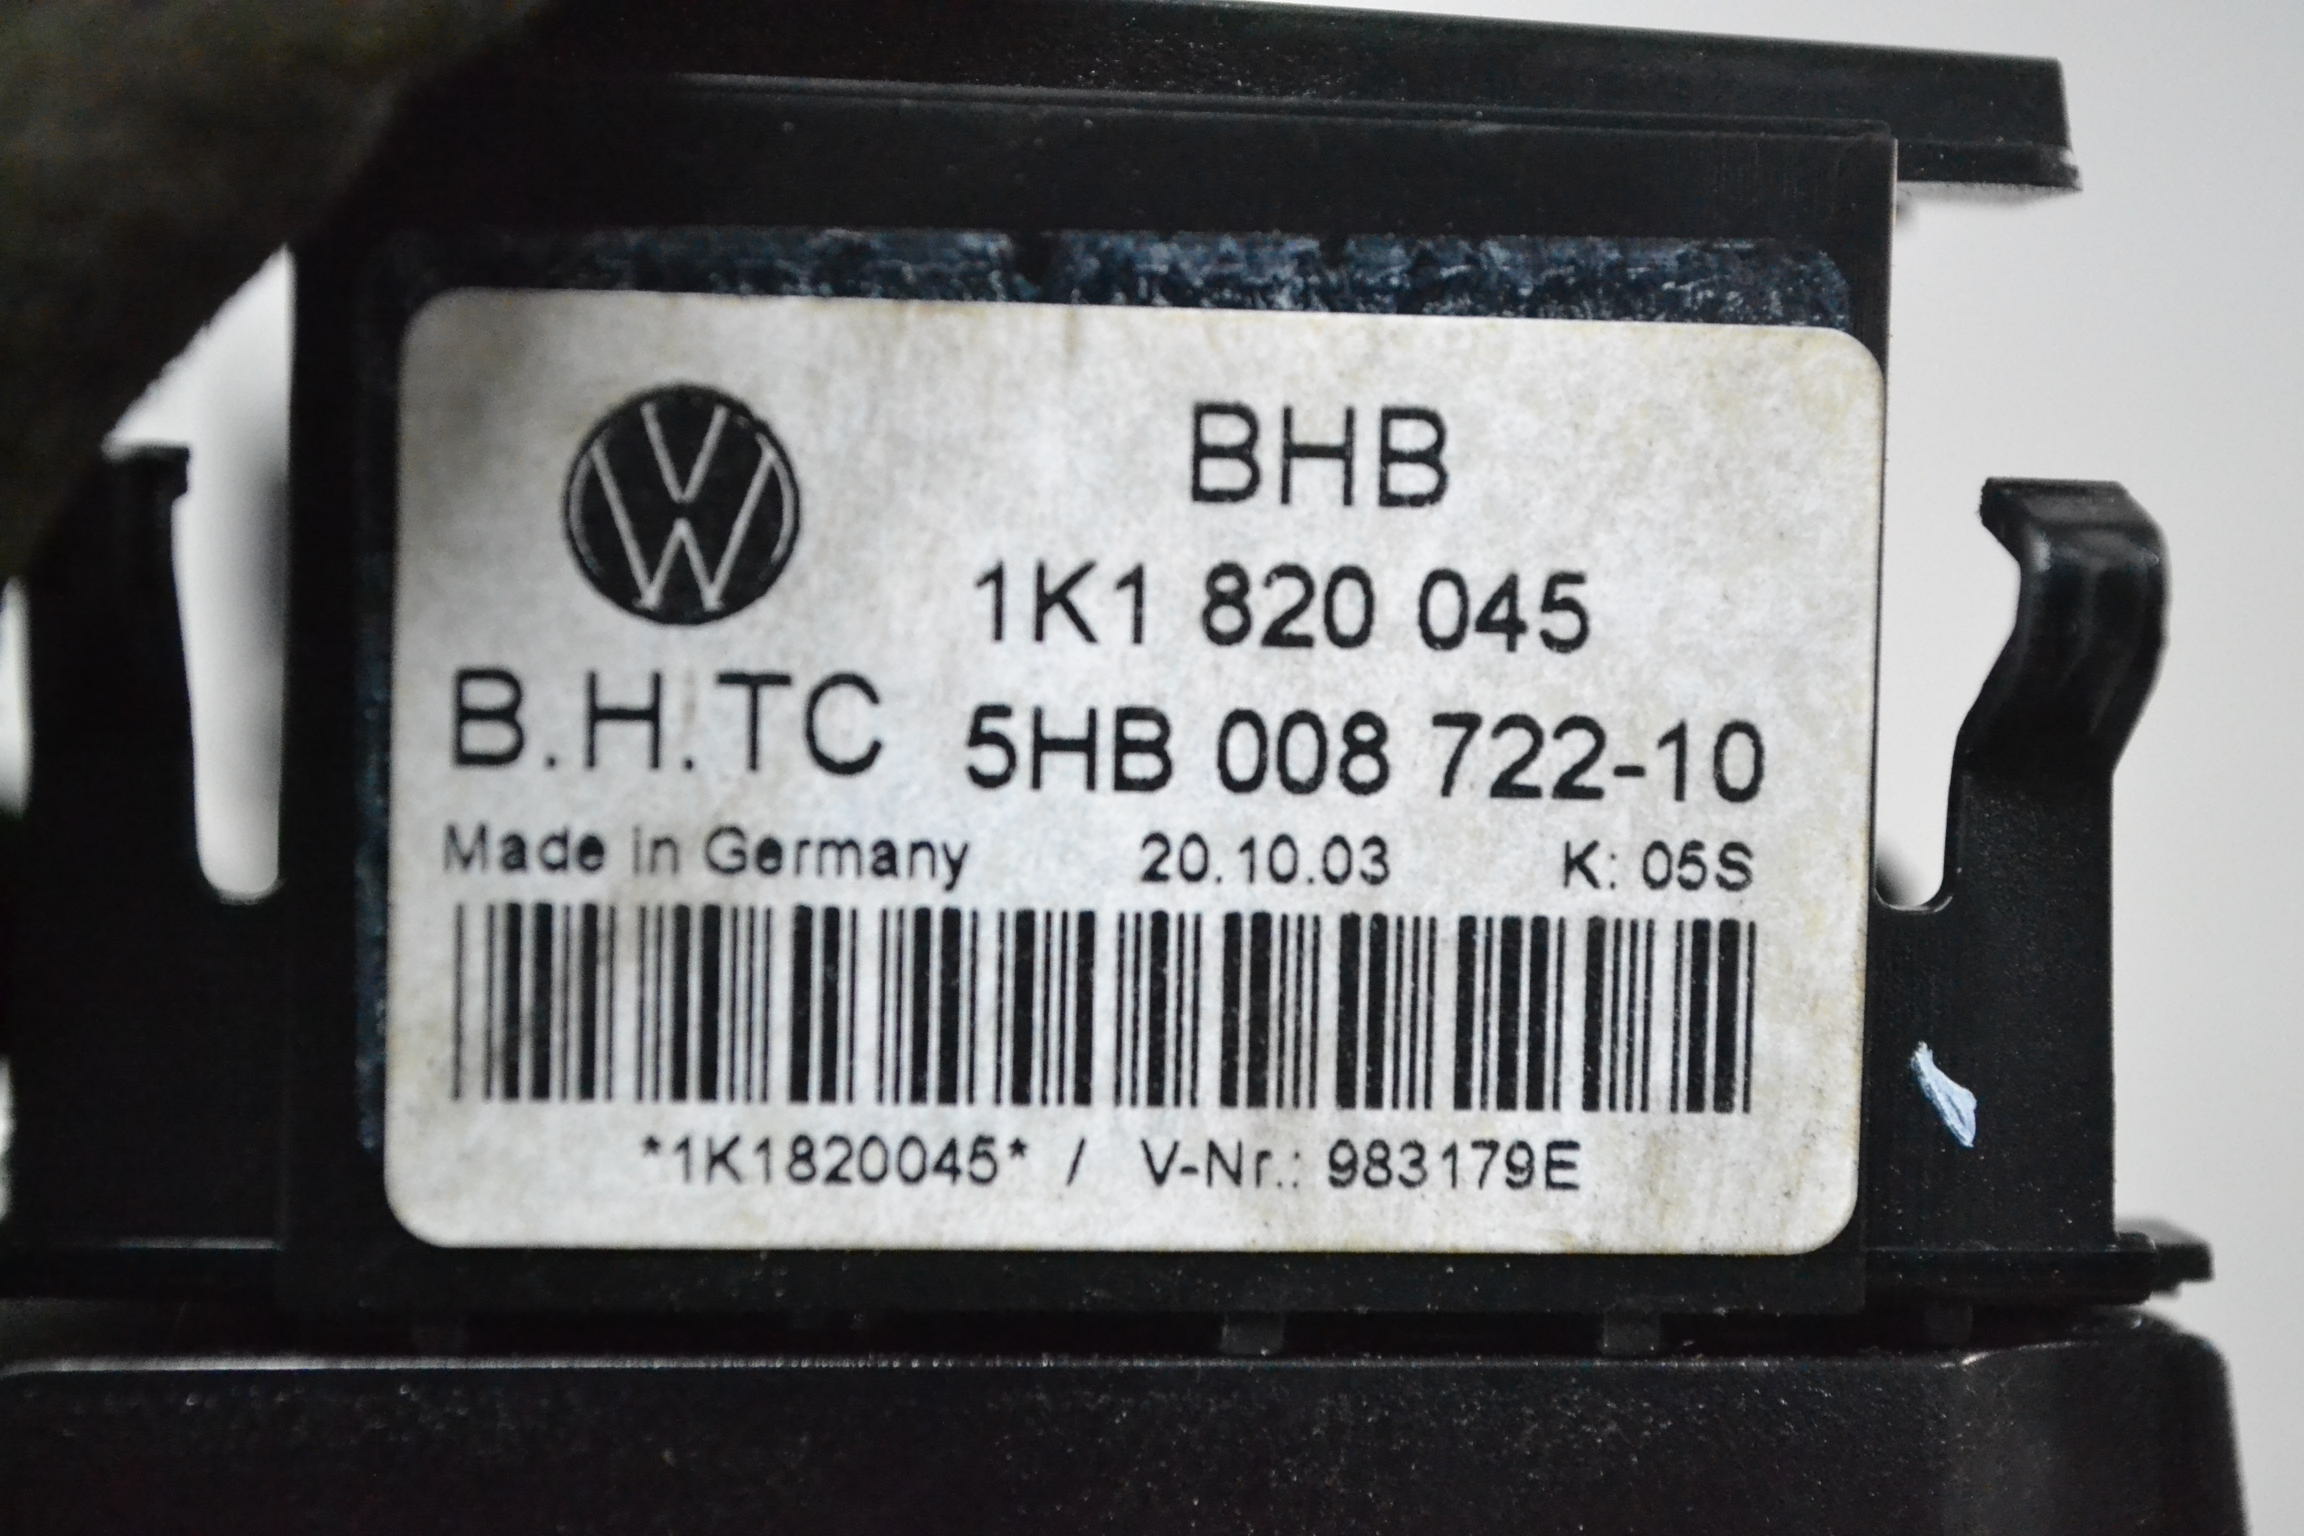 BHB
1K1 820 045
B.H.TC 5HB 008 722-10
Made in Germany 20.10.03 K: 05S
*1K1820045* / V-Nr.: 983179E